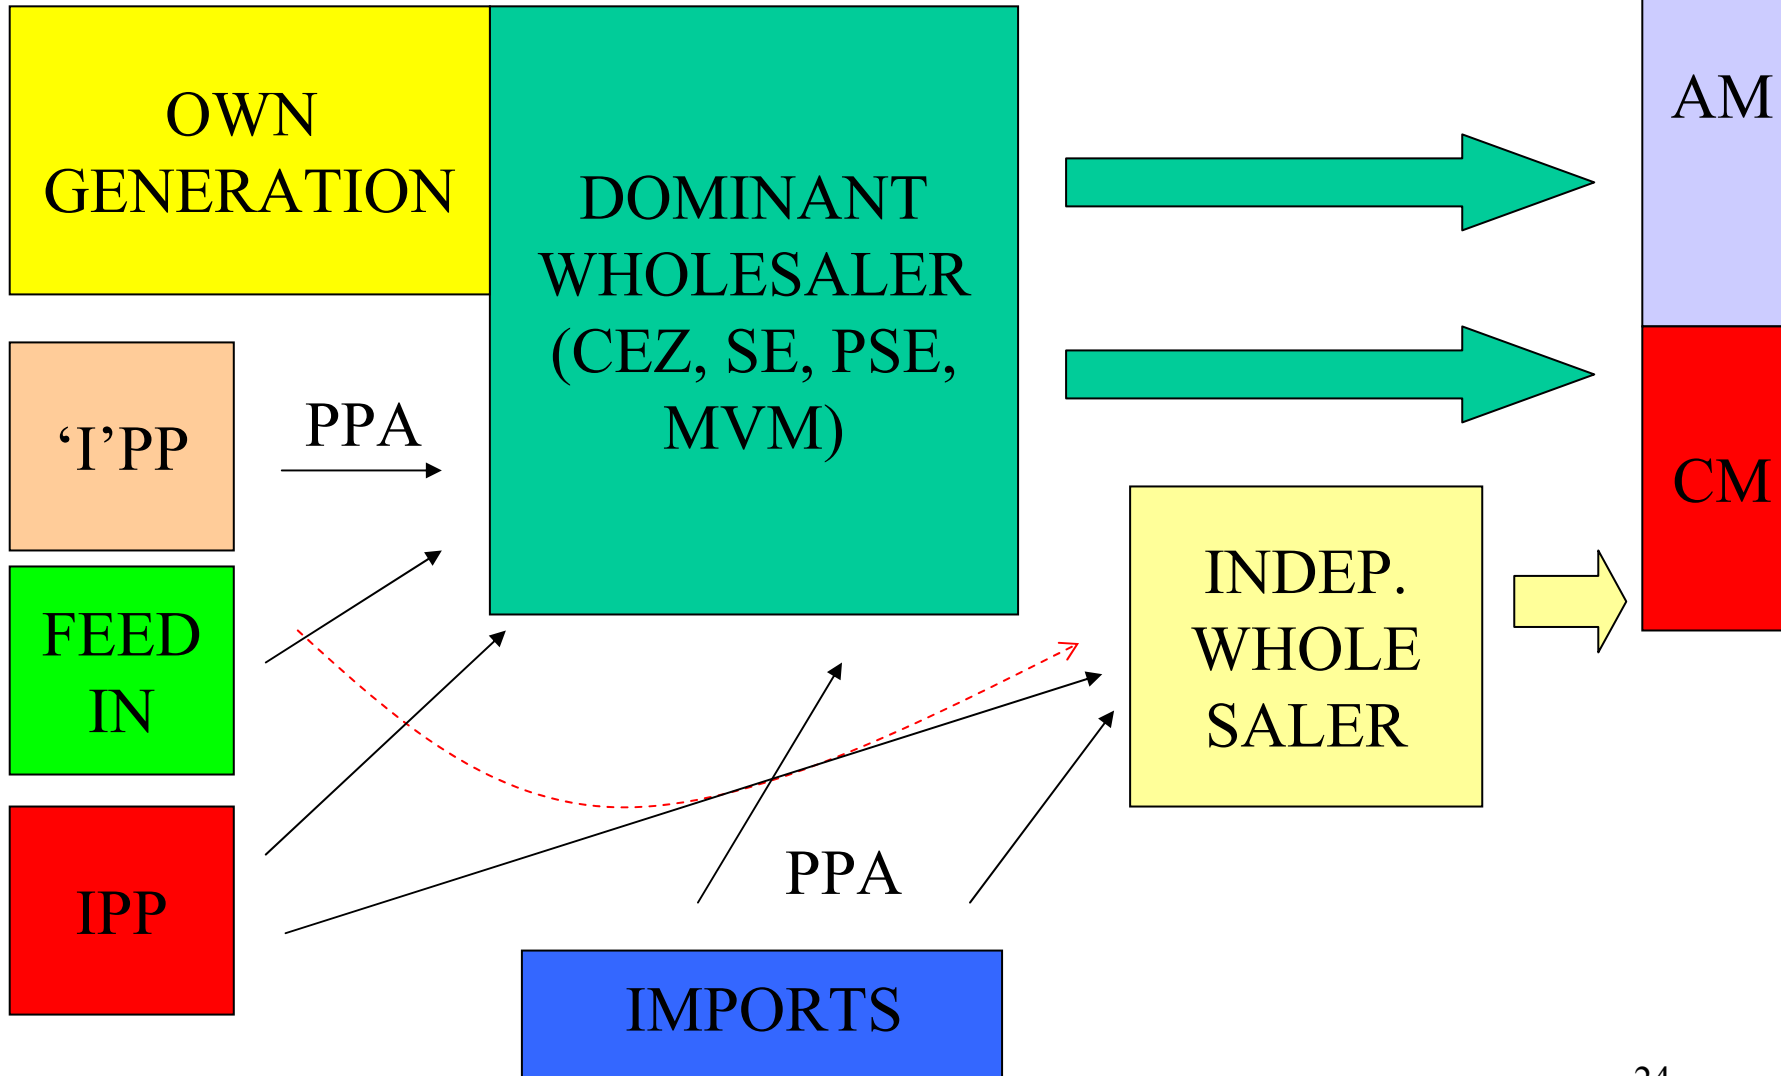 OWN
GENERATION
DOMINANT
WHOLESALER
(CEZ, SE, PSE,
MVM)
AM
‘I’PP
PPA
CM
FEED
IN
INDEP.
WHOLE
SALER
IPP
PPA
IMPORTS
24